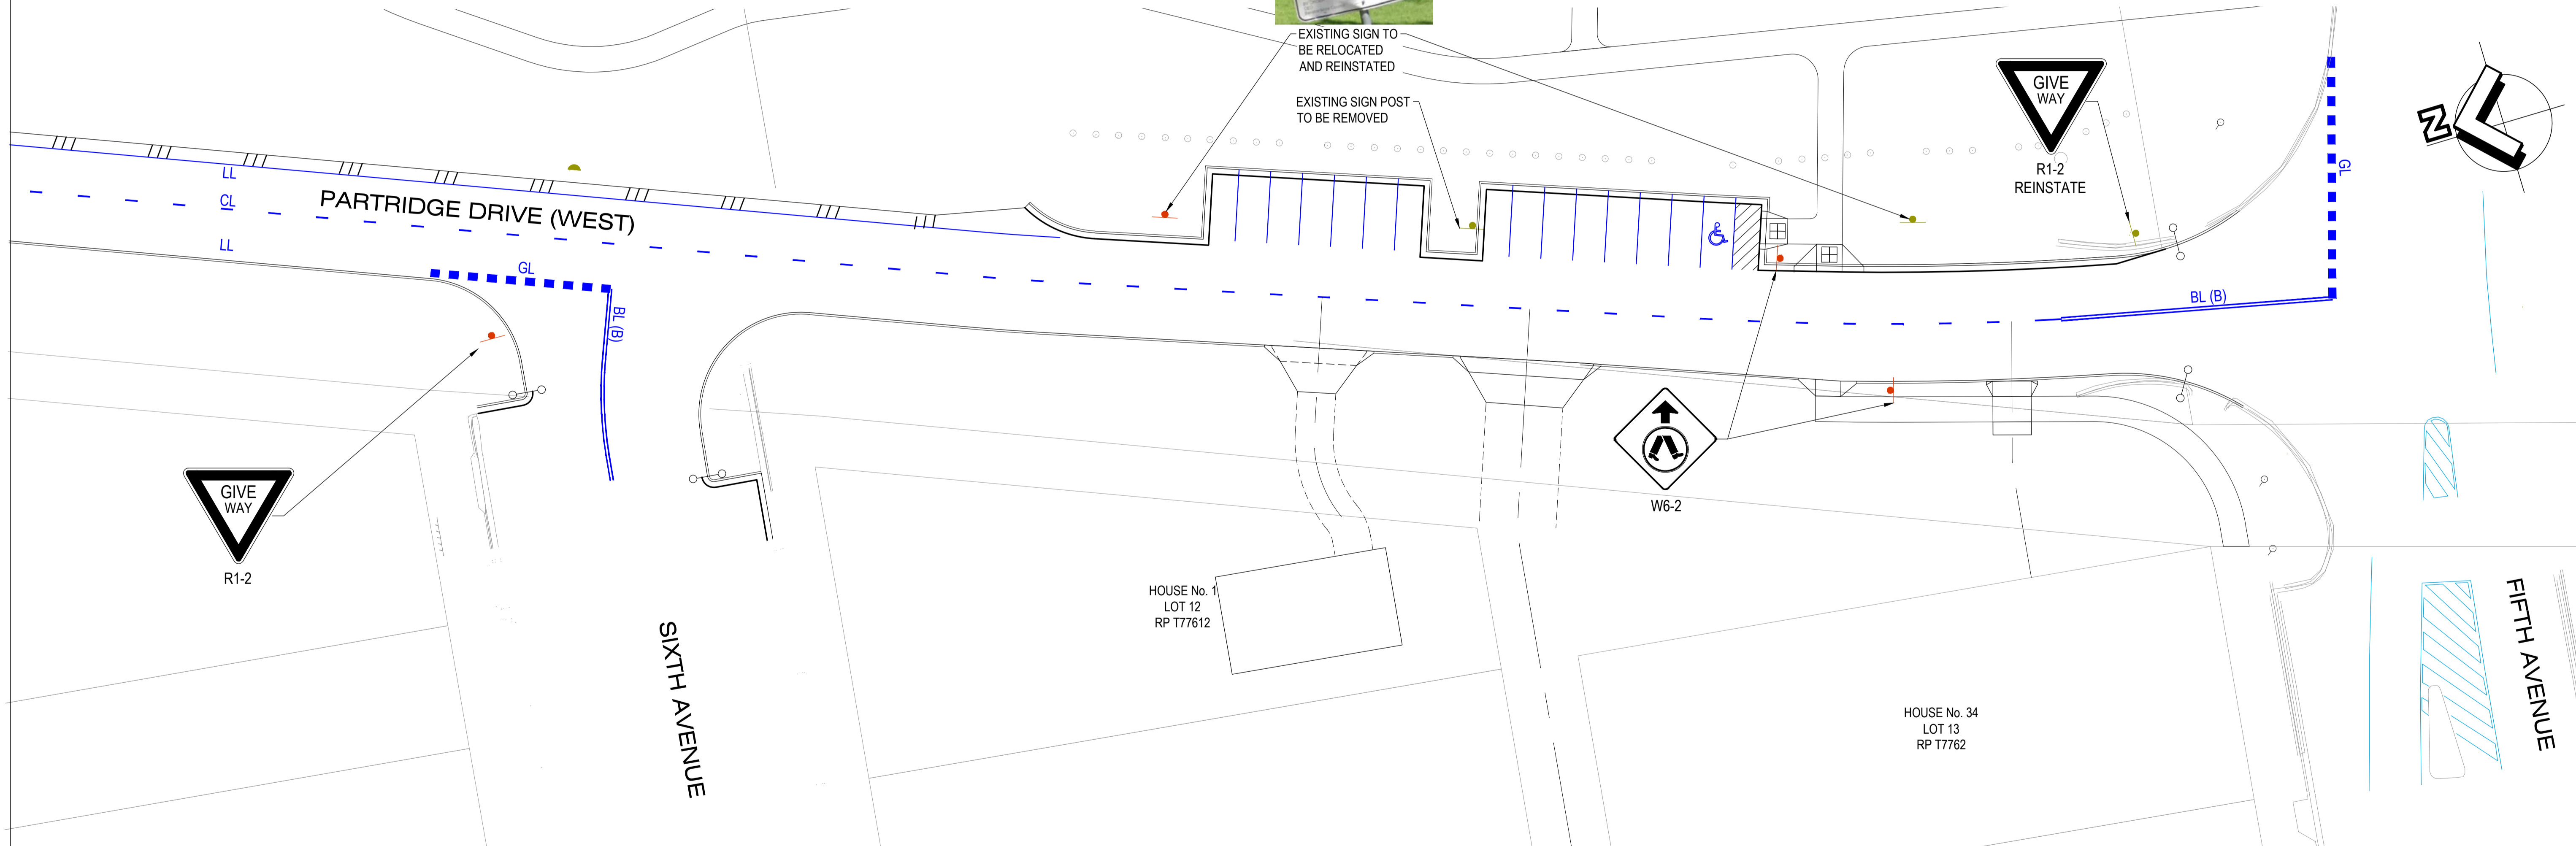 EXISTING SIGN TO
BE RELOCATED
AND REINSTATED
EXISTING SIGN POST
TO BE REMOVED
GIVE
WAY
R1-2
REINSTATE
N
GL
LL
CL
PARTRIDGE DRIVE (WEST)
LL
GL
BL (B)
BL (B)
GIVE
WAY
R1-2
W6-2
HOUSE No. 1
LOT 12
RP T77612
SIXTH AVENUE
HOUSE No. 34
LOT 13
RP T7762
FIFTH AVENUE